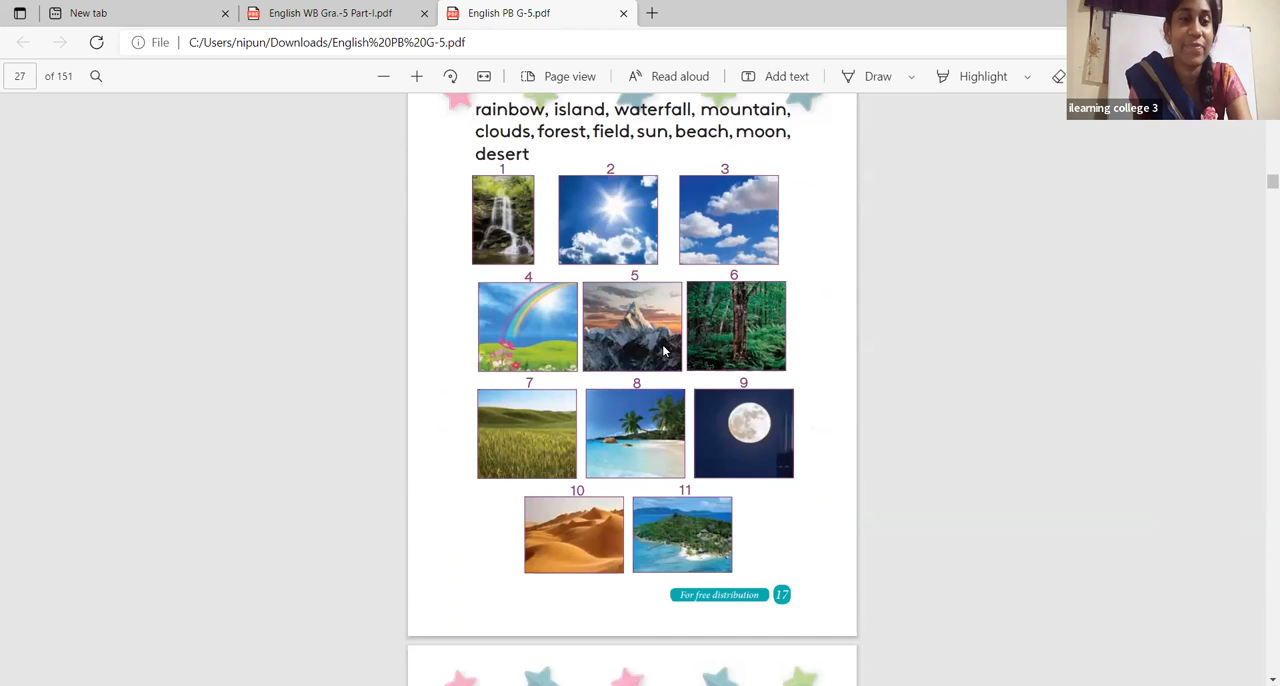 New tab
English WB Gra.-5 Part-I.pdf
English PB G-5.pdf
File
C:/Users/nipun/Downloads/English%20PB%20G-5.pdf
27 of 151
Page view
Read aloud
Add text
Draw
Highlight
ilearning college 3
rainbow, island, waterfall, mountain,
clouds, forest, field, sun, beach, moon,
desert
1 2 3
4 5 6
7 8 9
10 11
For free distribution 17